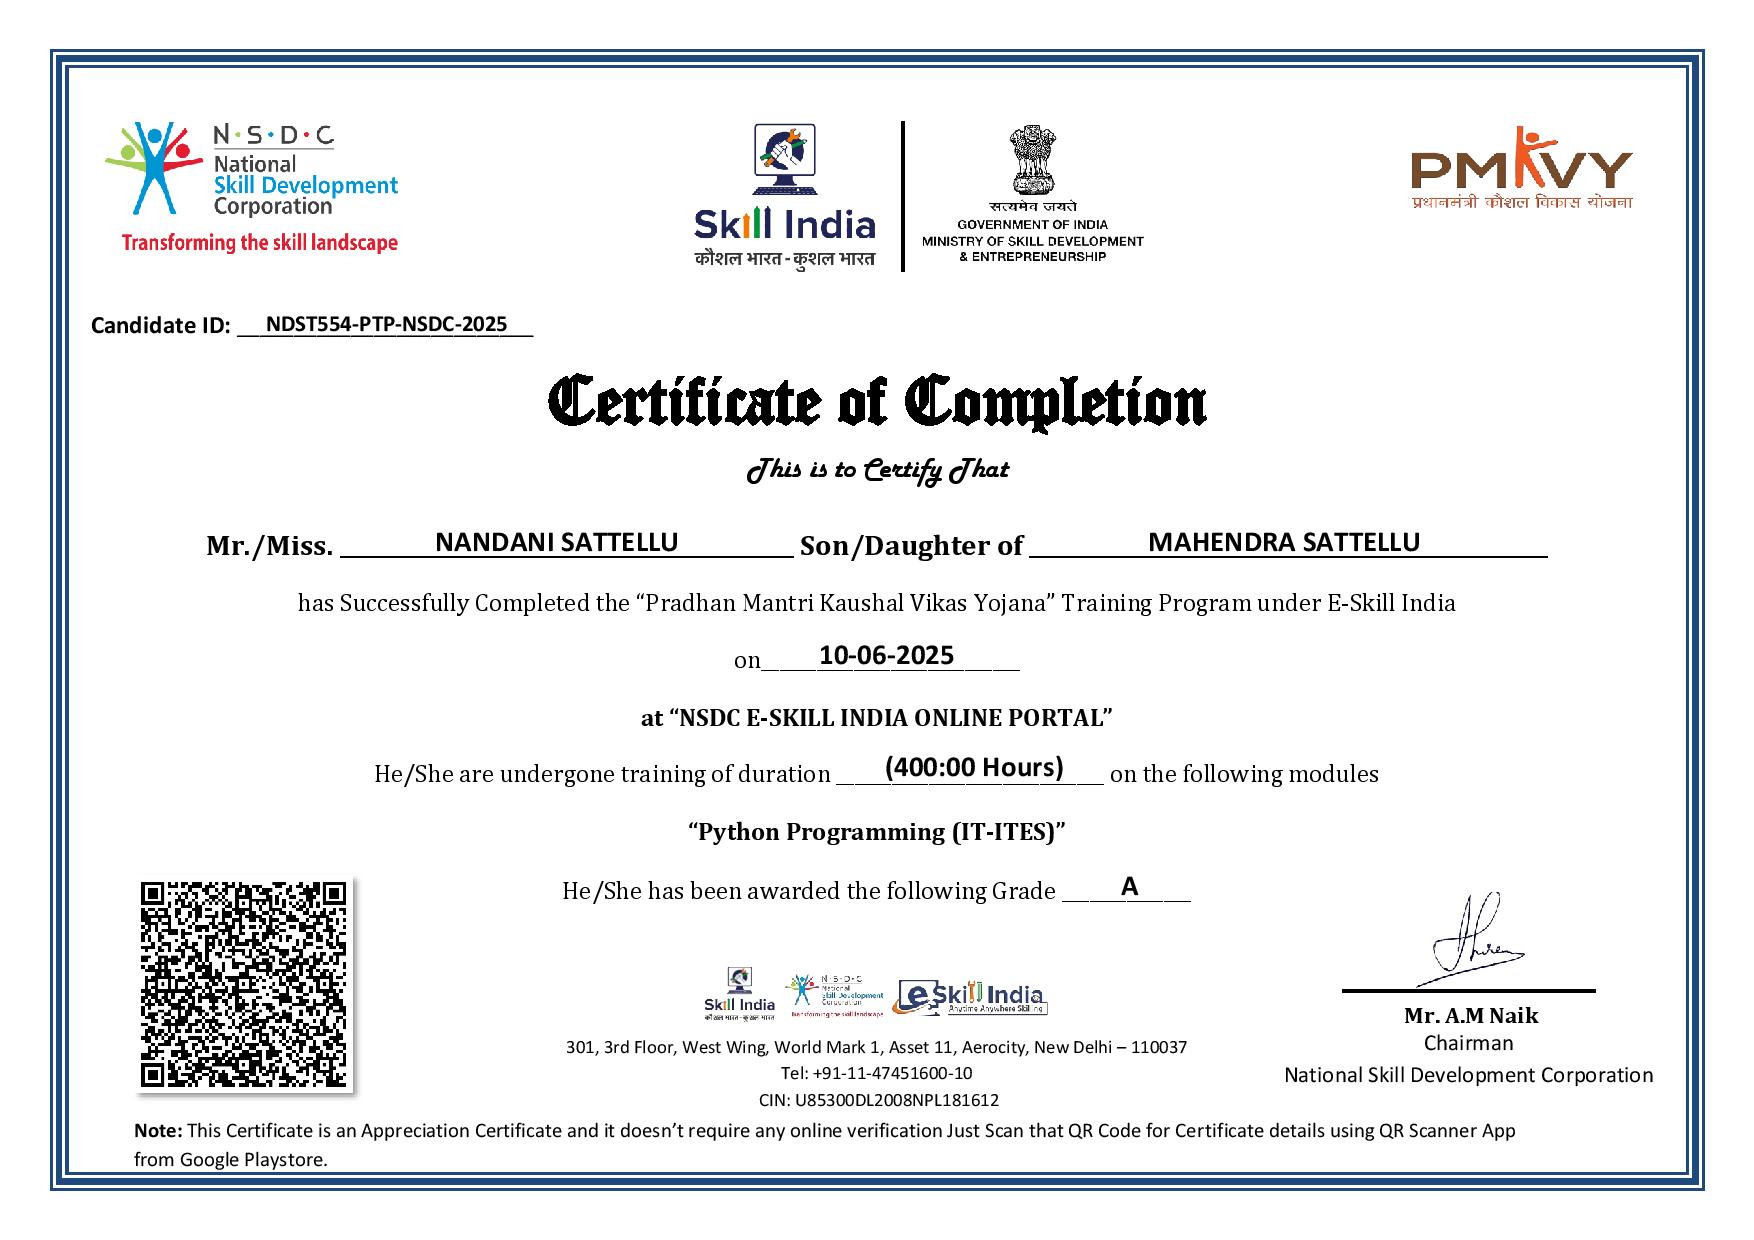 N·S·D·C
National
Skill Development
Corporation
Transforming the skill landscape
Skill India
कौशल भारत - कुशल भारत
सत्यमेव जयते
GOVERNMENT OF INDIA
MINISTRY OF SKILL DEVELOPMENT
& ENTREPRENEURSHIP
PMKVY
प्रधानमंत्री कौशल विकास योजना
Candidate ID: NDST554-PTP-NSDC-2025
Certificate of Completion
This is to Certify That
Mr./Miss. NANDANI SATTELLU Son/Daughter of MAHENDRA SATTELLU
has Successfully Completed the “Pradhan Mantri Kaushal Vikas Yojana” Training Program under E-Skill India
on 10-06-2025
at “NSDC E-SKILL INDIA ONLINE PORTAL”
He/She are undergone training of duration (400:00 Hours) on the following modules
“Python Programming (IT-ITES)”
He/She has been awarded the following Grade A
Skill India
कौशल भारत - कुशल भारत
N·S·D·C
National
Skill Development
Corporation
Transforming the skill landscape
eSkill India
Anytime Anywhere Skilling
301, 3rd Floor, West Wing, World Mark 1, Asset 11, Aerocity, New Delhi – 110037
Tel: +91-11-47451600-10
CIN: U85300DL2008NPL181612
Mr. A.M Naik
Chairman
National Skill Development Corporation
Note: This Certificate is an Appreciation Certificate and it doesn’t require any online verification Just Scan that QR Code for Certificate details using QR Scanner App
from Google Playstore.